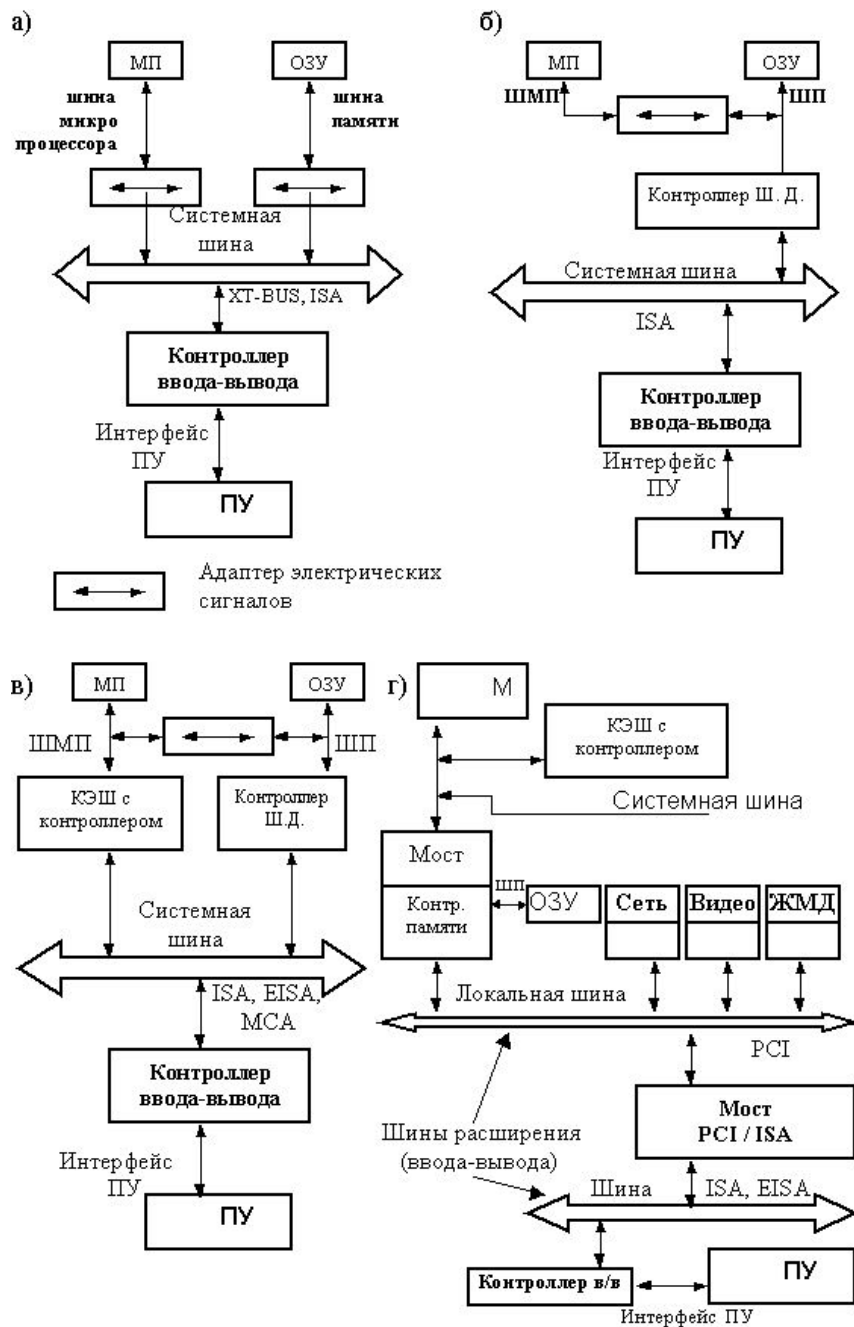 а)
МП
ОЗУ
шина
микро
процессора
шина
памяти
Системная
шина
XT-BUS, ISA
Контроллер
ввода-вывода
Интерфейс
ПУ
ПУ
Адаптер электрических
сигналов
б)
МП
ОЗУ
ШМП
ШП
Контроллер Ш. Д.
Системная шина
ISA
Контроллер
ввода-вывода
Интерфейс
ПУ
ПУ
в)
МП
ОЗУ
ШМП
ШП
КЭШ с
контроллером
Контроллер
Ш.Д.
Системная
шина
ISA, EISA,
MCA
Контроллер
ввода-вывода
Интерфейс
ПУ
ПУ
г)
М
КЭШ с
контроллером
Системная шина
Мост
Контр.
памяти
ШП
ОЗУ
Сеть
Видео
ЖМД
Локальная шина
PCI
Мост
PCI / ISA
Шины расширения
(ввода-вывода)
Шина
ISA, EISA
Контроллер в/в
ПУ
Интерфейс ПУ